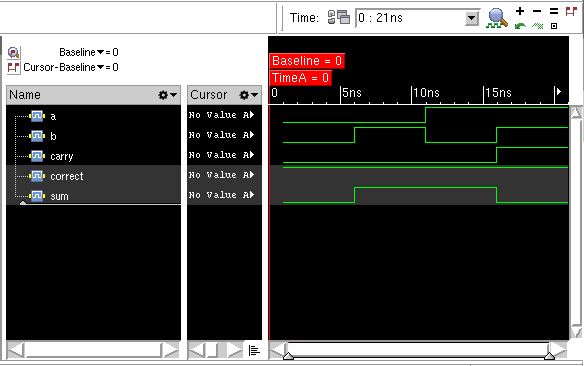 Time: 0 : 21ns
Baseline = 0
Cursor-Baseline = 0
Baseline = 0
TimeA = 0
Name Cursor 0 5ns 10ns 15ns
a No Value A
b No Value A
carry No Value A
correct No Value A
sum No Value A